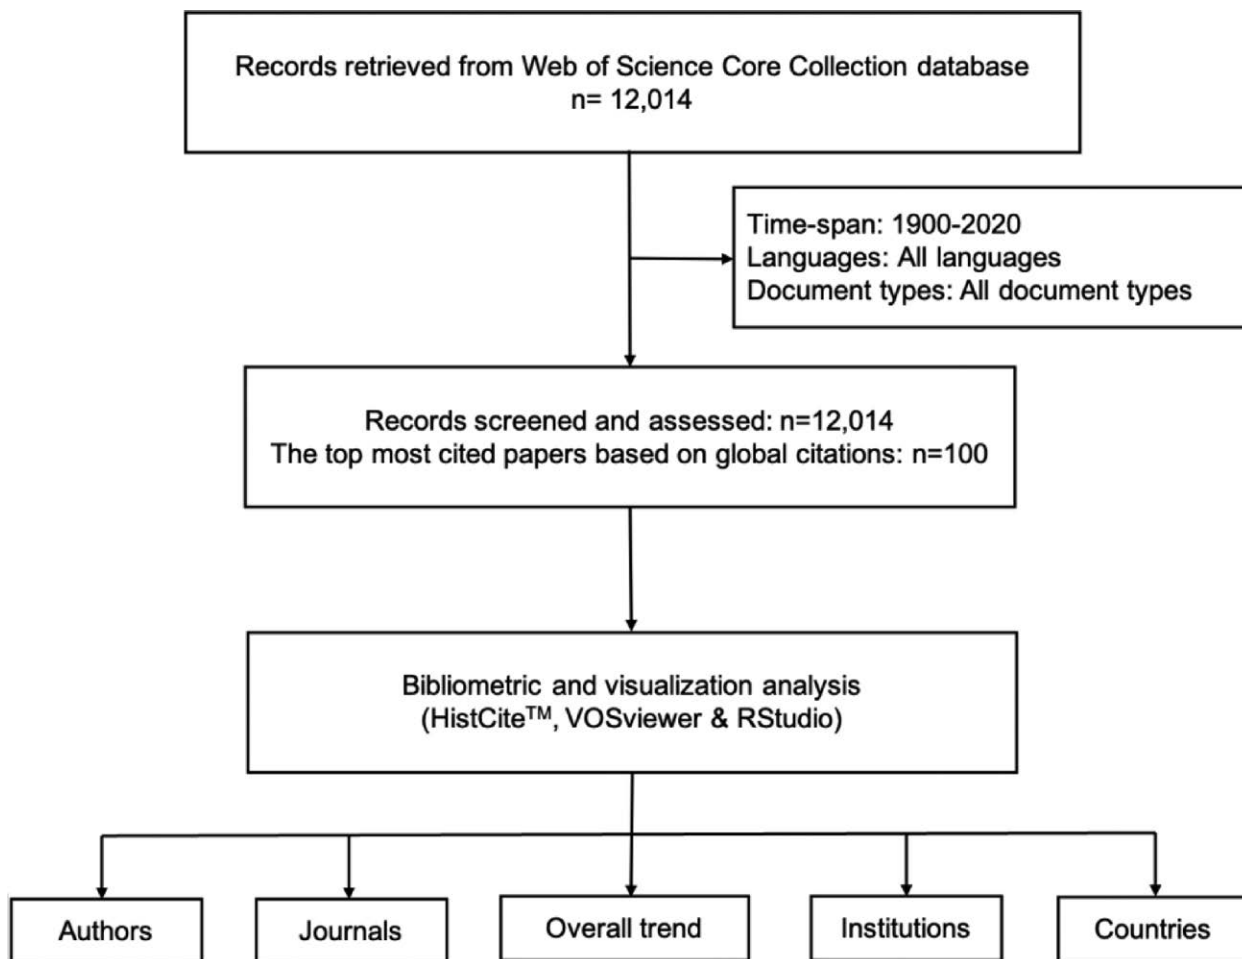 Records retrieved from Web of Science Core Collection database
n= 12,014
Time-span: 1900-2020
Languages: All languages
Document types: All document types
Records screened and assessed: n=12,014
The top most cited papers based on global citations: n=100
Bibliometric and visualization analysis
(HistCite™, VOSviewer & RStudio)
Authors
Journals
Overall trend
Institutions
Countries